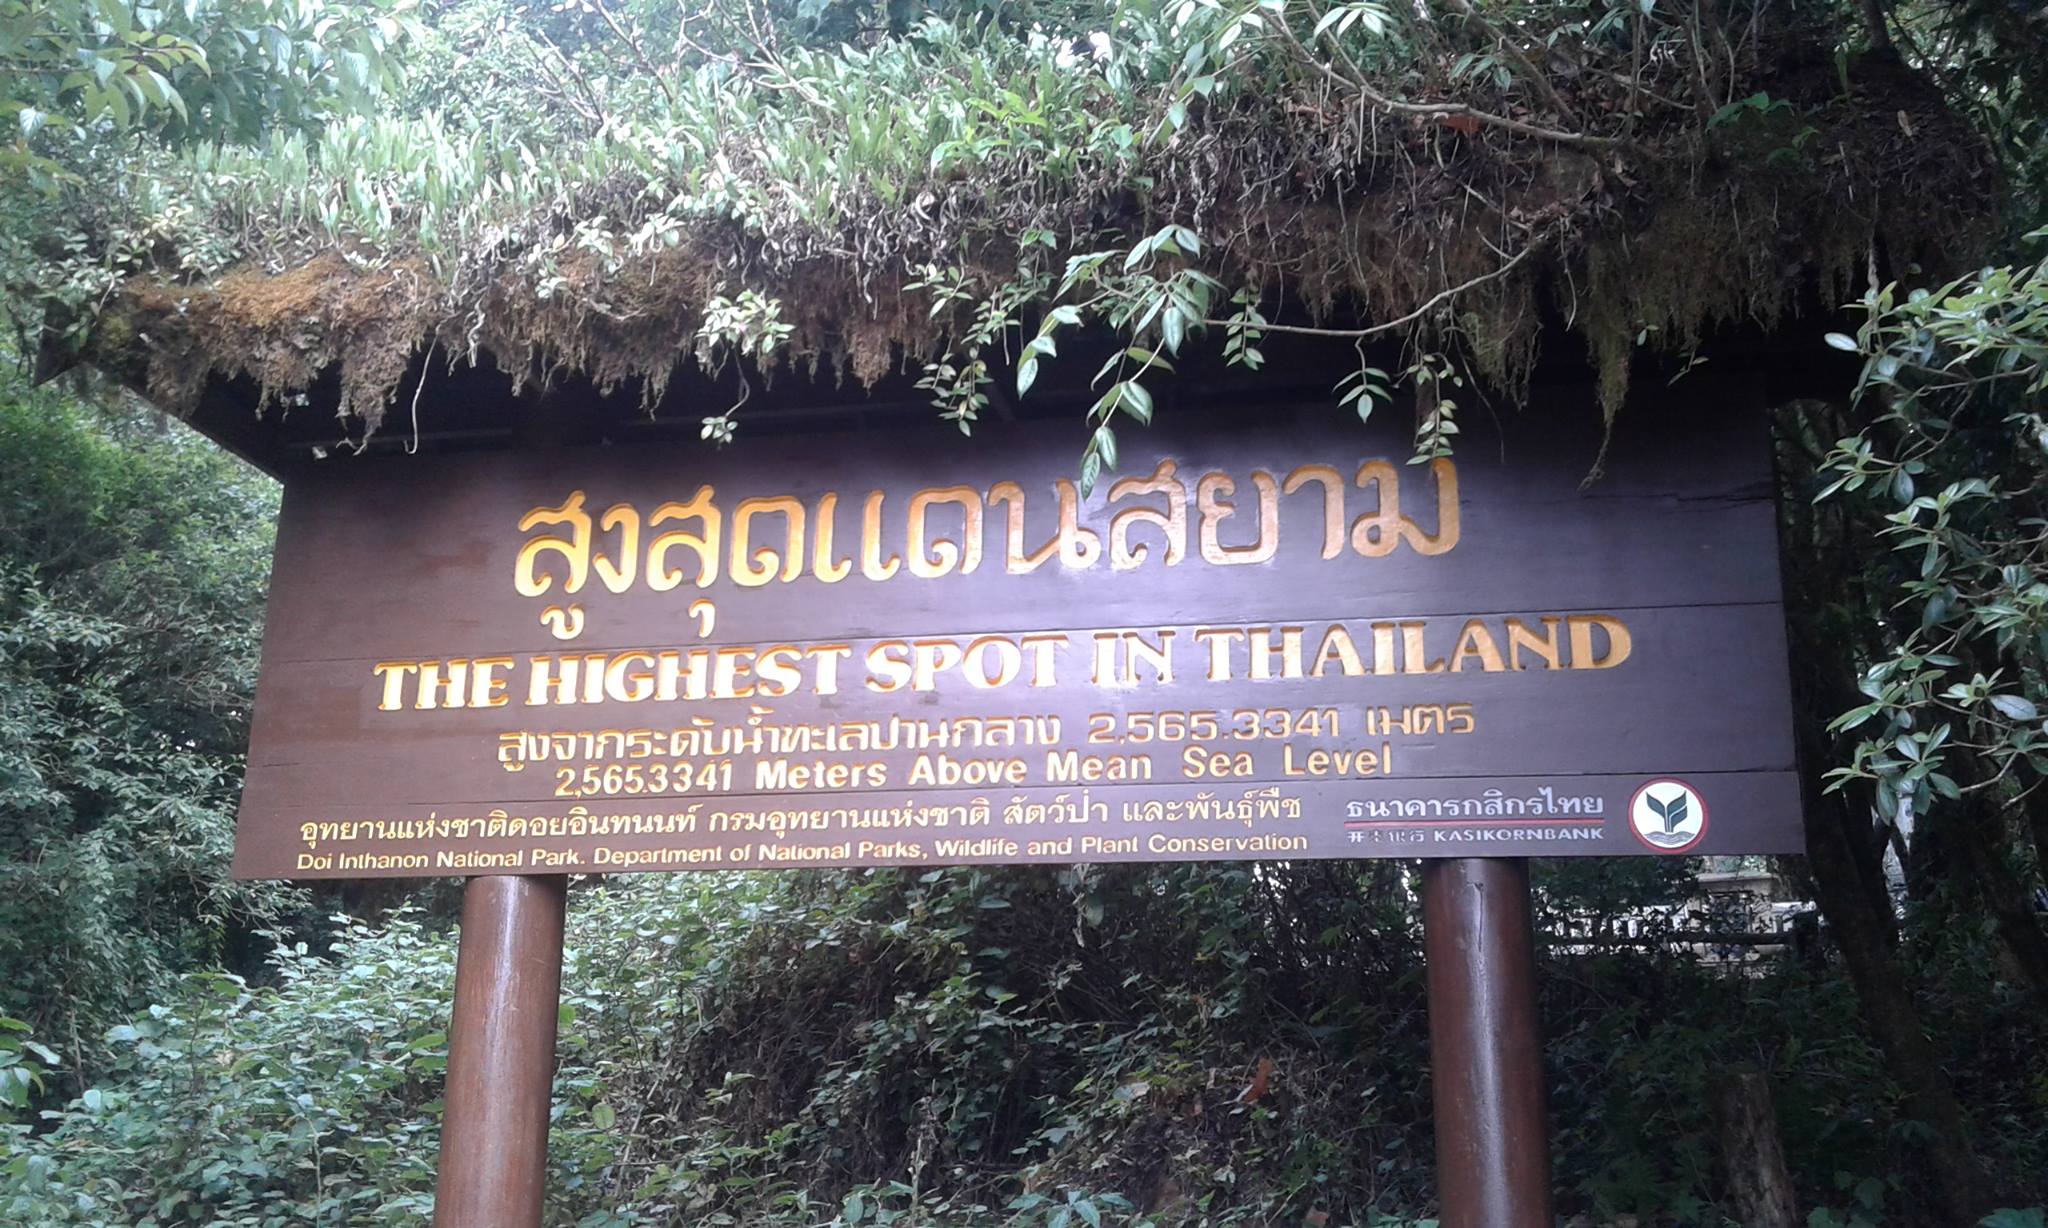 สูงสุดแดนสยาม
THE HIGHEST SPOT IN THAILAND
สูงจากระดับน้ำทะเลปานกลาง 2,565.3341 เมตร
2,565.3341 Meters Above Mean Sea Level
อุทยานแห่งชาติดอยอินทนนท์ กรมอุทยานแห่งชาติ สัตว์ป่า และพันธุ์พืช
Doi Inthanon National Park. Department of National Parks, Wildlife and Plant Conservation
ธนาคารกสิกรไทย
KASIKORNBANK